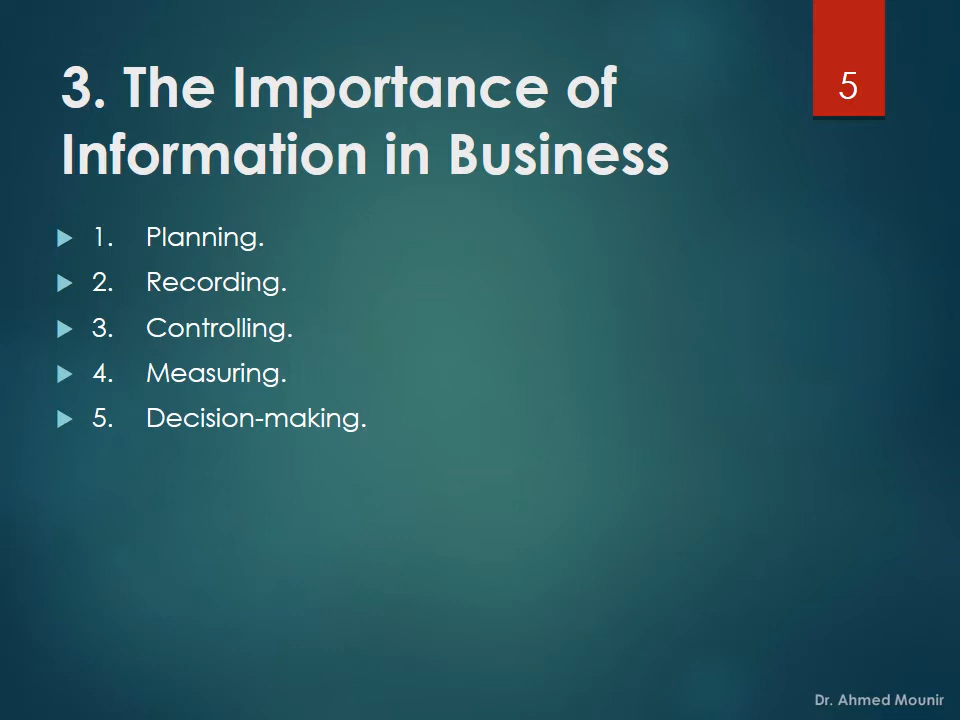 3. The Importance of
Information in Business
5
1. Planning.
2. Recording.
3. Controlling.
4. Measuring.
5. Decision-making.
Dr. Ahmed Mounir